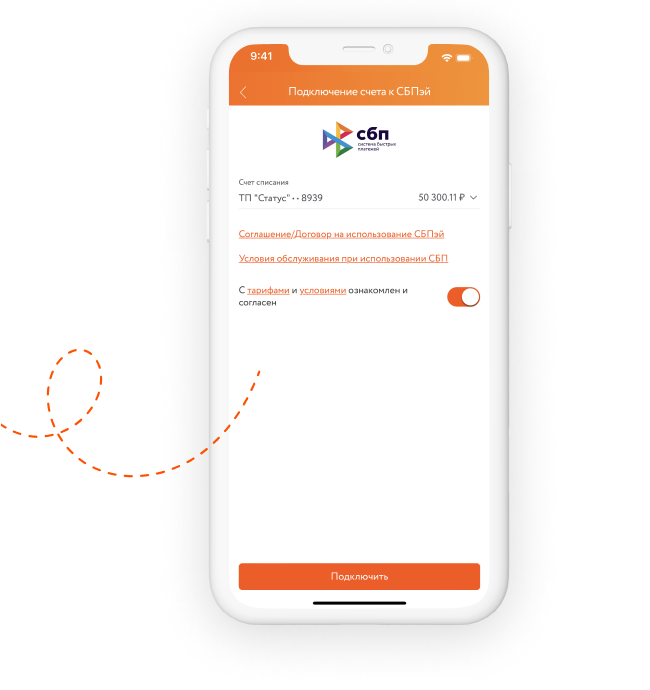 9:41
Подключение счета к СБПэй
сбп
система быстрых
платежей
Счет списания
ТП "Статус" •• 8939 50 300.11 ₽
Соглашение/Договор на использование СБПэй
Условия обслуживания при использовании СБП
С тарифами и условиями ознакомлен и
согласен
Подключить